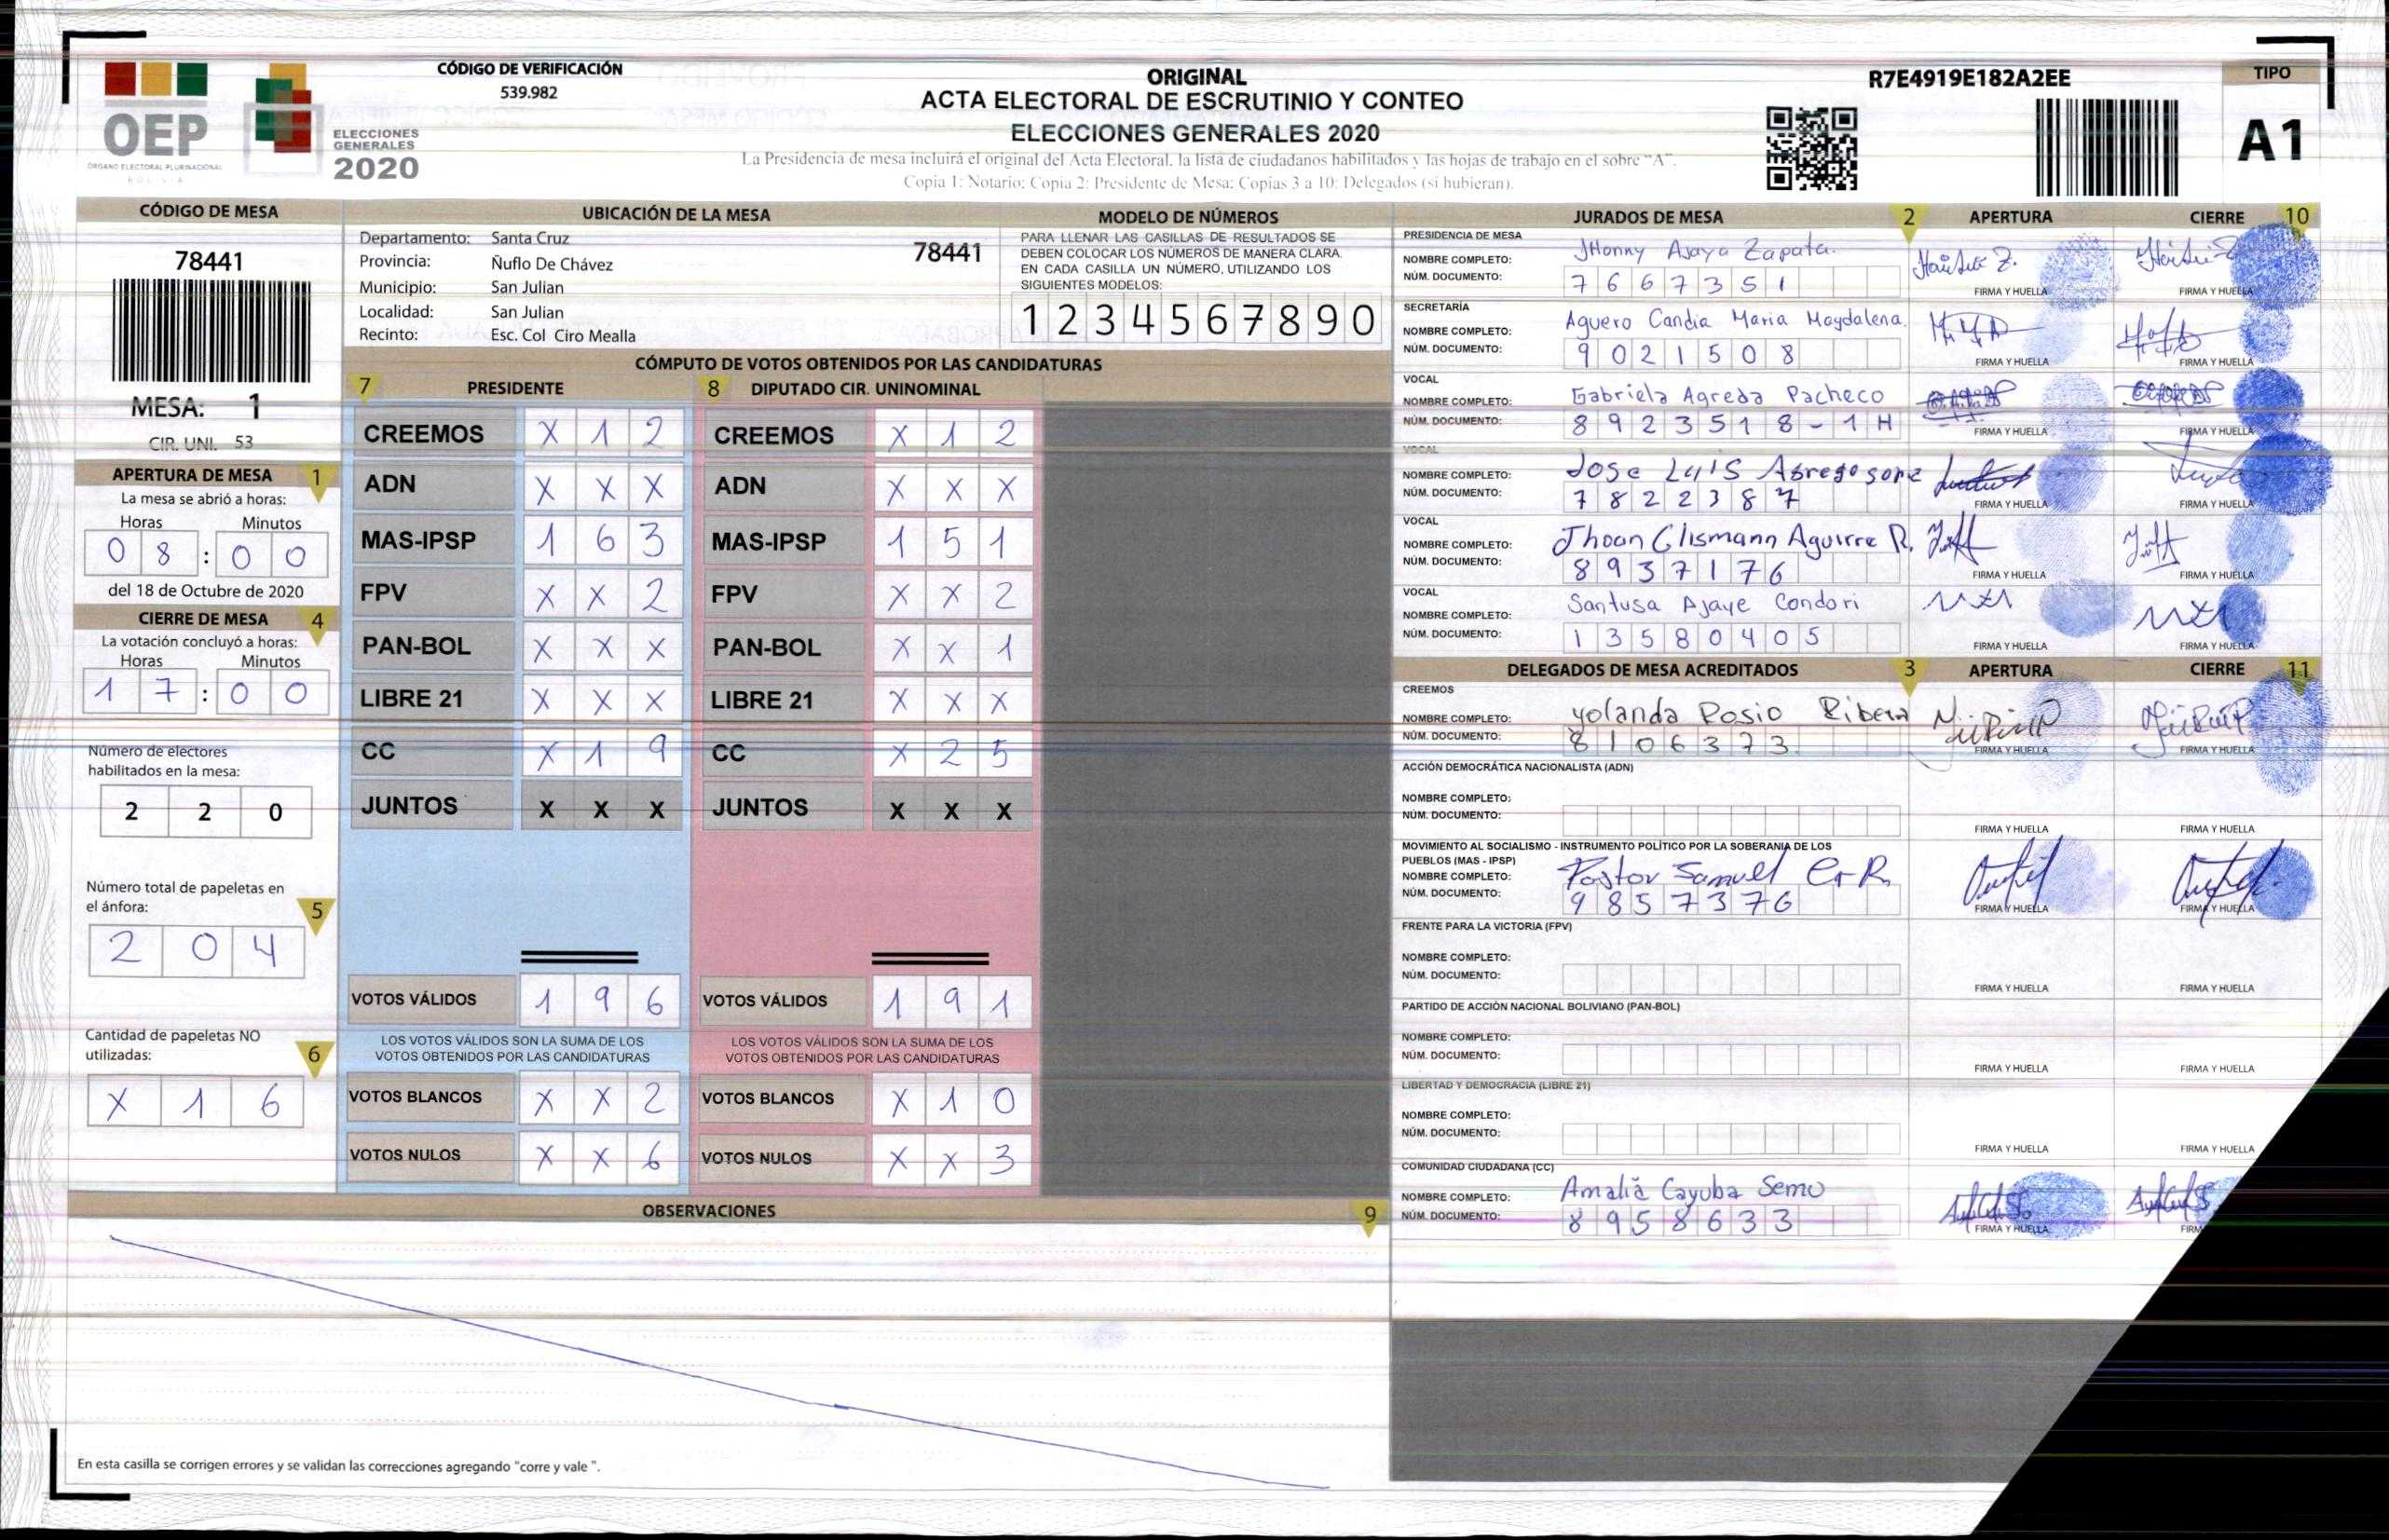 CÓDIGO DE VERIFICACIÓN
539.982
OEP
ÓRGANO ELECTORAL PLURINACIONAL
BOLIVIA
ELECCIONES
GENERALES
2020
ORIGINAL
ACTA ELECTORAL DE ESCRUTINIO Y CONTEO
ELECCIONES GENERALES 2020
La Presidencia de mesa incluirá el original del Acta Electoral, la lista de ciudadanos habilitados y las hojas de trabajo en el sobre "A".
Copia 1: Notario; Copia 2: Presidente de Mesa; Copias 3 a 10: Delegados (si hubieran).
R7E4919E182A2EE
TIPO
A1
CÓDIGO DE MESA
78441
MESA: 1
CIR. UNI. 53
APERTURA DE MESA 1
La mesa se abrió a horas:
Horas Minutos
0 8 : 0 0
del 18 de Octubre de 2020
CIERRE DE MESA 4
La votación concluyó a horas:
Horas Minutos
1 7 : 0 0
Número de electores
habilitados en la mesa:
2 2 0
Número total de papeletas en
el ánfora: 5
2 0 4
Cantidad de papeletas NO
utilizadas: 6
X 1 6
UBICACIÓN DE LA MESA
Departamento: Santa Cruz
78441
Provincia: Ñuflo De Chávez
Municipio: San Julian
Localidad: San Julian
Recinto: Esc. Col Ciro Mealla
MODELO DE NÚMEROS
PARA LLENAR LAS CASILLAS DE RESULTADOS SE
DEBEN COLOCAR LOS NÚMEROS DE MANERA CLARA.
EN CADA CASILLA UN NÚMERO, UTILIZANDO LOS
SIGUIENTES MODELOS:
1 2 3 4 5 6 7 8 9 0
CÓMPUTO DE VOTOS OBTENIDOS POR LAS CANDIDATURAS
7 PRESIDENTE 8 DIPUTADO CIR. UNINOMINAL
CREEMOS X 1 2 CREEMOS X 1 2
ADN X X X ADN X X X
MAS-IPSP 1 6 3 MAS-IPSP 1 5 1
FPV X X 2 FPV X X 2
PAN-BOL X X X PAN-BOL X X 1
LIBRE 21 X X X LIBRE 21 X X X
CC X 1 9 CC X 2 5
JUNTOS X X X JUNTOS X X X
VOTOS VÁLIDOS 1 9 6 VOTOS VÁLIDOS 1 9 1
LOS VOTOS VÁLIDOS SON LA SUMA DE LOS LOS VOTOS VÁLIDOS SON LA SUMA DE LOS
VOTOS OBTENIDOS POR LAS CANDIDATURAS VOTOS OBTENIDOS POR LAS CANDIDATURAS
VOTOS BLANCOS X X 2 VOTOS BLANCOS X 1 0
VOTOS NULOS X X 6 VOTOS NULOS X X 3
OBSERVACIONES 9
En esta casilla se corrigen errores y se validan las correcciones agregando "corre y vale ".
JURADOS DE MESA 2 APERTURA CIERRE 10
PRESIDENCIA DE MESA
NOMBRE COMPLETO: JHonny Ajaya Zapata.
NÚM. DOCUMENTO: 7 6 6 7 3 5 1
FIRMA Y HUELLA FIRMA Y HUELLA
SECRETARÍA
NOMBRE COMPLETO: Aguero Candia Maria Magdalena.
NÚM. DOCUMENTO: 9 0 2 1 5 0 8
FIRMA Y HUELLA FIRMA Y HUELLA
VOCAL
NOMBRE COMPLETO: Gabriela Agreda Pacheco
NÚM. DOCUMENTO: 8 9 2 3 5 1 8 - 1 H
FIRMA Y HUELLA FIRMA Y HUELLA
VOCAL
NOMBRE COMPLETO: Jose Luis
NÚM. DOCUMENTO: 7 8 2 2 3 8 7
FIRMA Y HUELLA FIRMA Y HUELLA
VOCAL
NOMBRE COMPLETO: Jhoan Glismann Aguirre R.
NÚM. DOCUMENTO: 8 9 3 7 1 7 6
FIRMA Y HUELLA FIRMA Y HUELLA
VOCAL
NOMBRE COMPLETO: Santusa Ajaye Condori
NÚM. DOCUMENTO: 1 3 5 8 0 4 0 5
FIRMA Y HUELLA FIRMA Y HUELLA
DELEGADOS DE MESA ACREDITADOS 3 APERTURA CIERRE 11
CREEMOS
NOMBRE COMPLETO: Yolanda Rosio Ribera
NÚM. DOCUMENTO: 8 1 0 6 3 7 3
FIRMA Y HUELLA FIRMA Y HUELLA
ACCIÓN DEMOCRÁTICA NACIONALISTA (ADN)
NOMBRE COMPLETO:
NÚM. DOCUMENTO:
FIRMA Y HUELLA FIRMA Y HUELLA
MOVIMIENTO AL SOCIALISMO - INSTRUMENTO POLÍTICO POR LA SOBERANIA DE LOS
PUEBLOS (MAS - IPSP)
NOMBRE COMPLETO: Pastor Samuel
NÚM. DOCUMENTO: 9 8 5 7 3 7 6
FIRMA Y HUELLA FIRMA Y HUELLA
FRENTE PARA LA VICTORIA (FPV)
NOMBRE COMPLETO:
NÚM. DOCUMENTO:
FIRMA Y HUELLA FIRMA Y HUELLA
PARTIDO DE ACCIÓN NACIONAL BOLIVIANO (PAN-BOL)
NOMBRE COMPLETO:
NÚM. DOCUMENTO:
FIRMA Y HUELLA FIRMA Y HUELLA
LIBERTAD Y DEMOCRACIA (LIBRE 21)
NOMBRE COMPLETO:
NÚM. DOCUMENTO:
FIRMA Y HUELLA FIRMA Y HUELLA
COMUNIDAD CIUDADANA (CC)
NOMBRE COMPLETO: Amalia Cayuba Semo
NÚM. DOCUMENTO: 8 9 5 8 6 3 3
FIRMA Y HUELLA FIRM